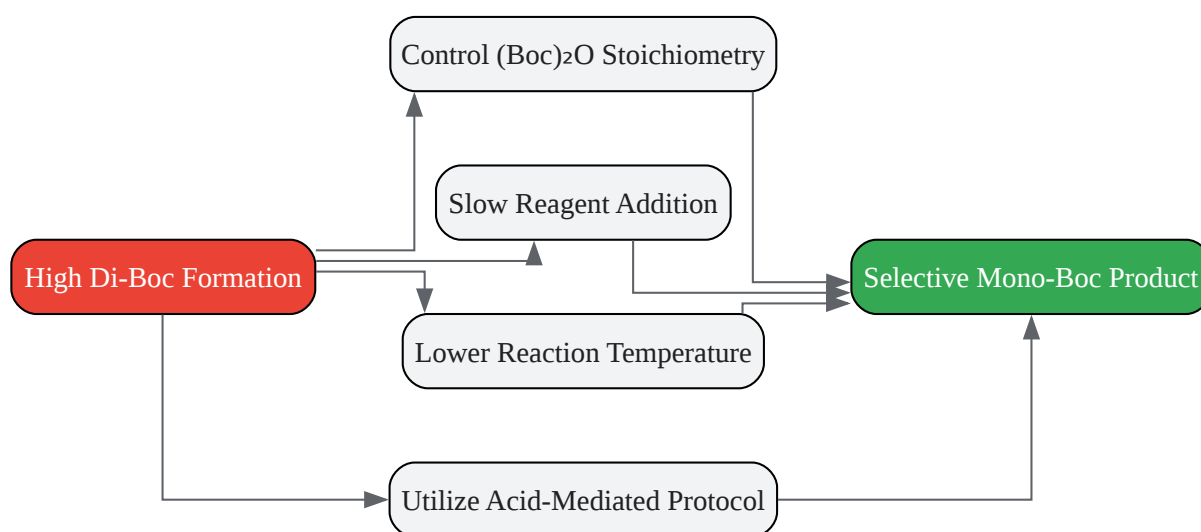 Control (Boc)₂O Stoichiometry
Slow Reagent Addition
High Di-Boc Formation
Selective Mono-Boc Product
Lower Reaction Temperature
Utilize Acid-Mediated Protocol